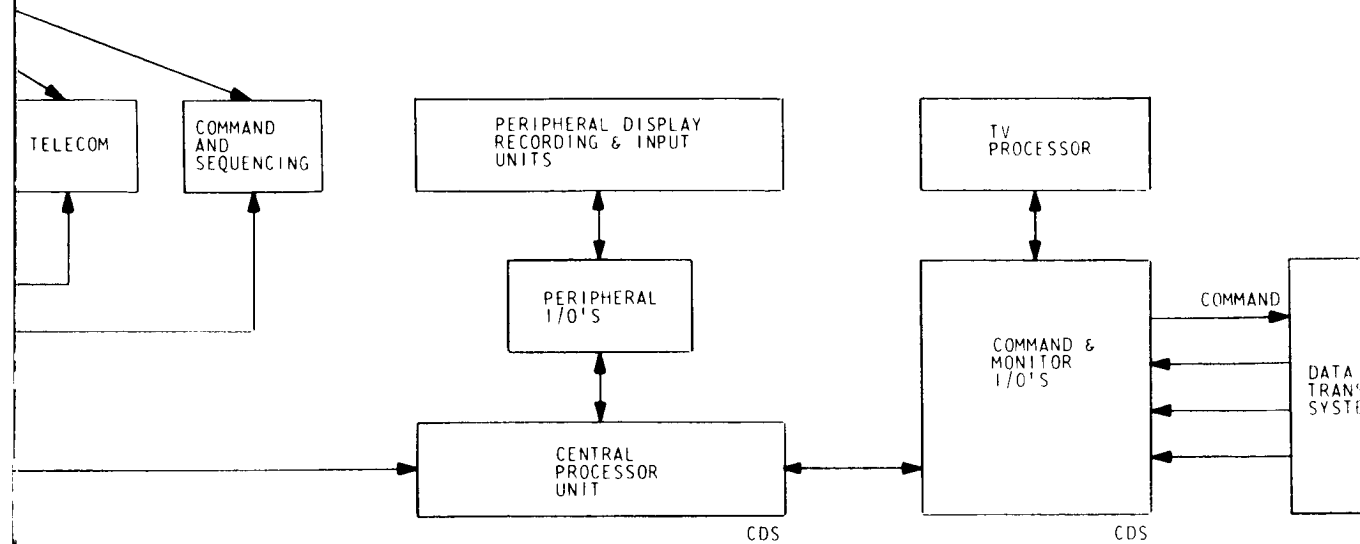 TELECOM
COMMAND
AND
SEQUENCING
PERIPHERAL DISPLAY
RECORDING & INPUT
UNITS
TV
PROCESSOR
PERIPHERAL
I/O'S
COMMAND &
MONITOR
I/O'S
COMMAND
DATA
CENTRAL
PROCESSOR
UNIT
CDS
CDS